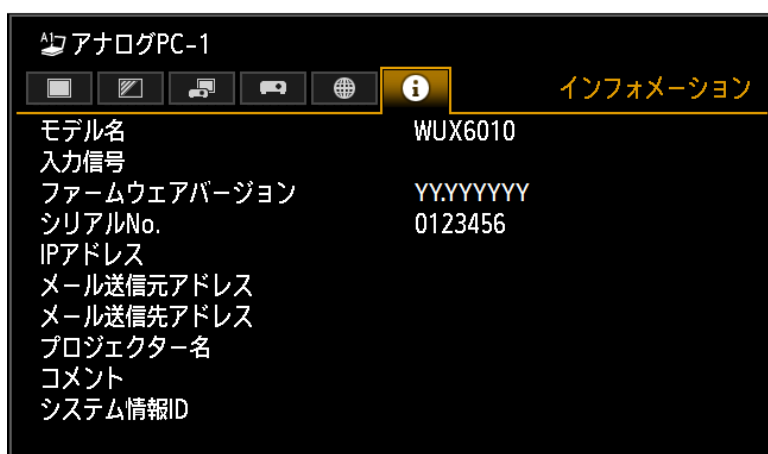 アナログPC-1
インフォメーション
モデル名 WUX6010
入力信号
ファームウェアバージョン YY.YYYYYY
シリアルNo. 0123456
IPアドレス
メール送信元アドレス
メール送信先アドレス
プロジェクター名
コメント
システム情報ID